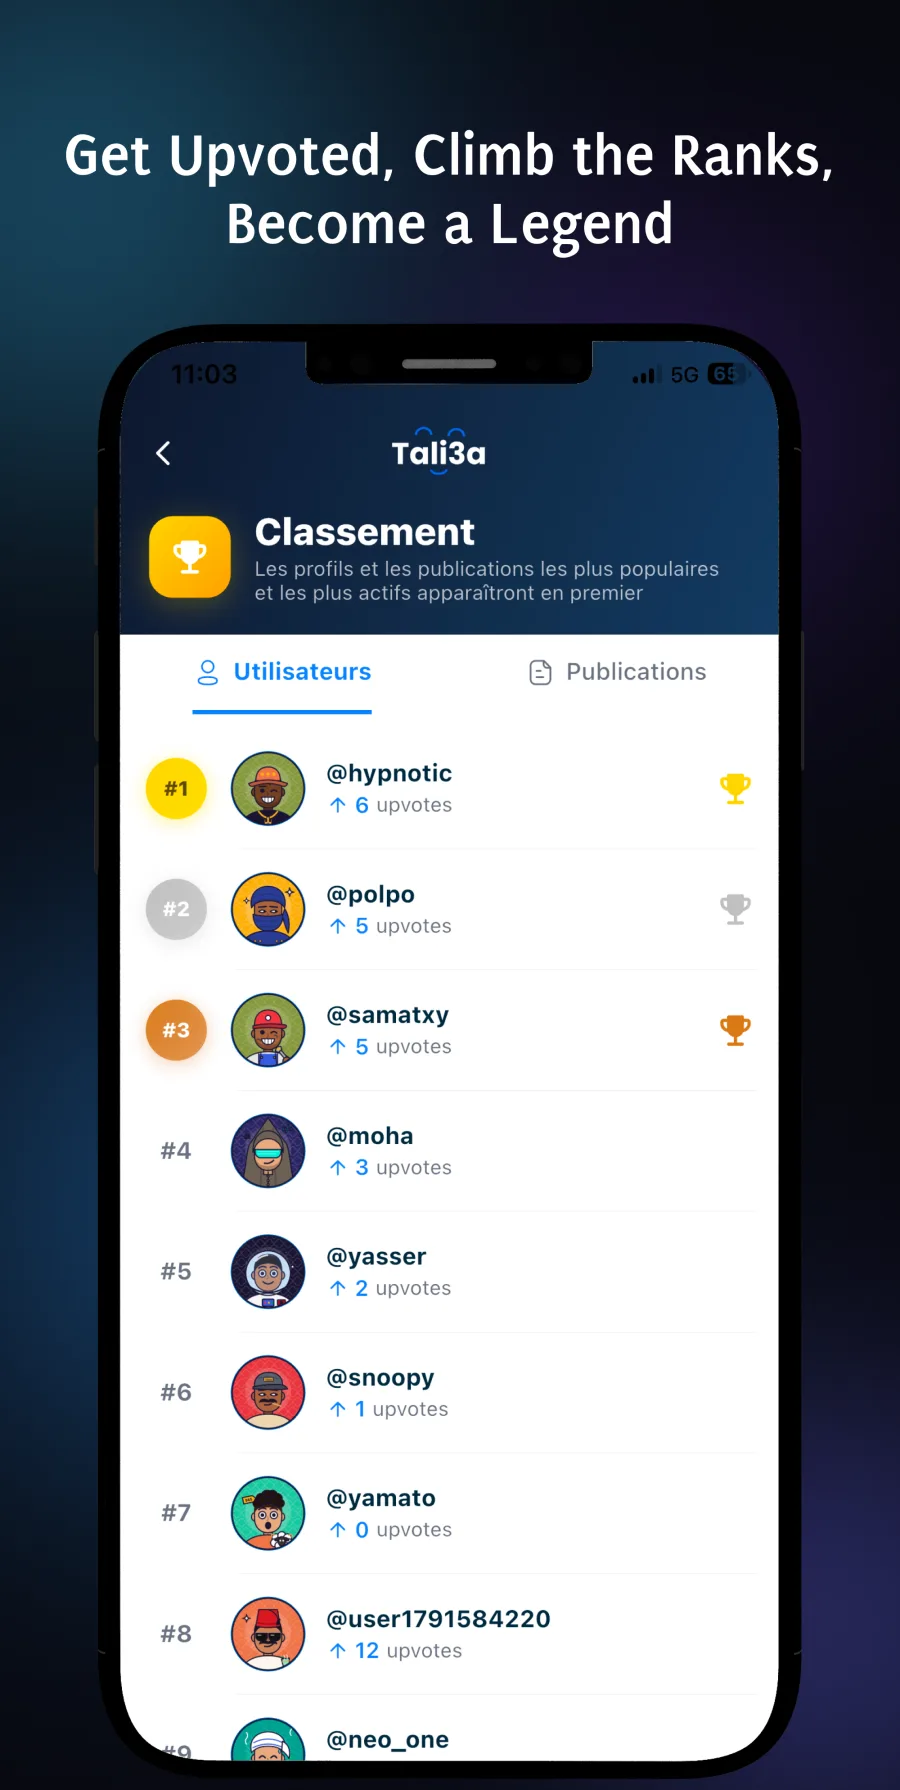 Get Upvoted, Climb the Ranks,
Become a Legend
11:03
5G 65
Tali3a
Classement
Les profils et les publications les plus populaires
et les plus actifs apparaîtront en premier
Utilisateurs
Publications
#1
@hypnotic
↑ 6 upvotes
#2
@polpo
↑ 5 upvotes
#3
@samatxy
↑ 5 upvotes
#4
@moha
↑ 3 upvotes
#5
@yasser
↑ 2 upvotes
#6
@snoopy
↑ 1 upvotes
#7
@yamato
↑ 0 upvotes
#8
@user1791584220
↑ 12 upvotes
#9
@neo_one